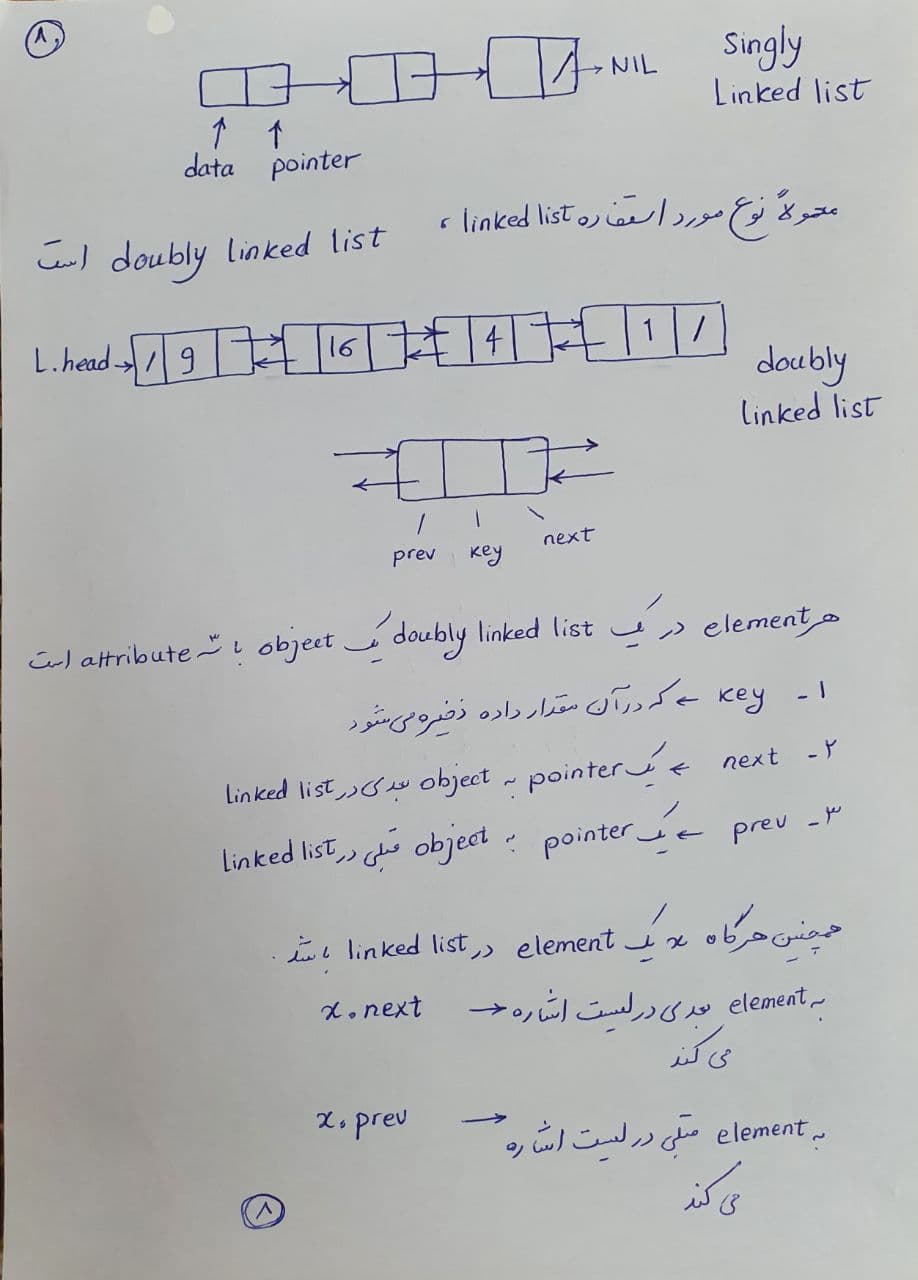 ۸
Singly
Linked list
NIL
data pointer
معمولاً نوع مورد استفاده linked list، doubly linked list است
L.head / 9 16 4 1 /
doubly
linked list
prev key next
هر element در یک doubly linked list یک object با ۳ attribute است
۱- key ← که در آن مقدار داده ذخیره می شود
۲- next ← یک pointer به object بعدی در linked list
۳- prev ← یک pointer به object قبلی در linked list
همچنین هرگاه x یک element در linked list باشد.
x.next → به element بعدی در لیست اشاره
می کند
x.prev → به element قبلی در لیست اشاره
می کند
۸